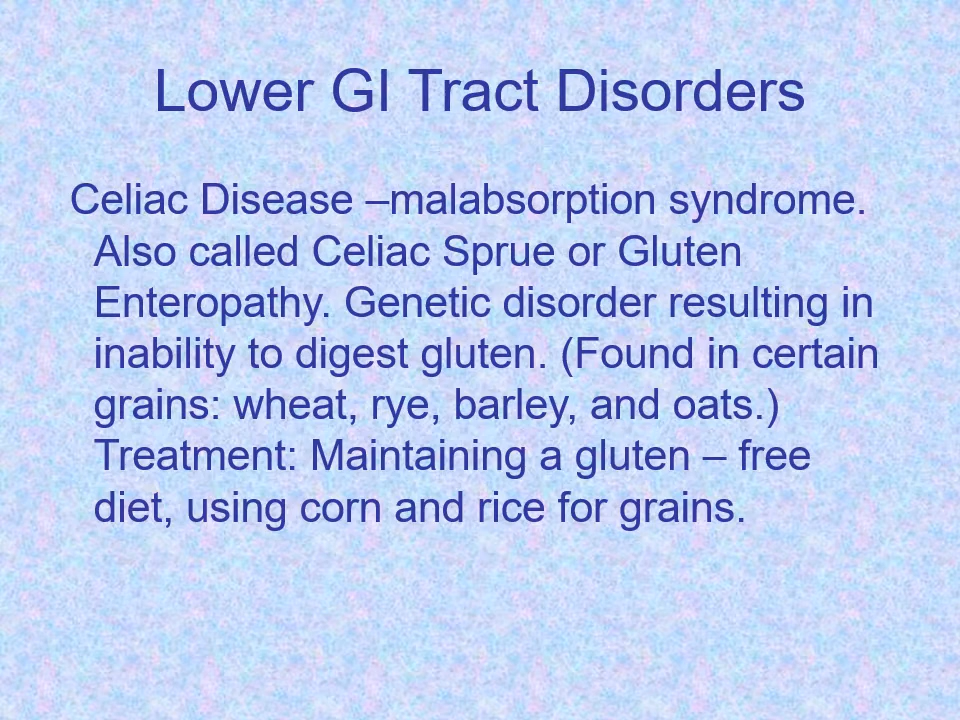 Lower GI Tract Disorders
Celiac Disease –malabsorption syndrome.
Also called Celiac Sprue or Gluten
Enteropathy. Genetic disorder resulting in
inability to digest gluten. (Found in certain
grains: wheat, rye, barley, and oats.)
Treatment: Maintaining a gluten – free
diet, using corn and rice for grains.